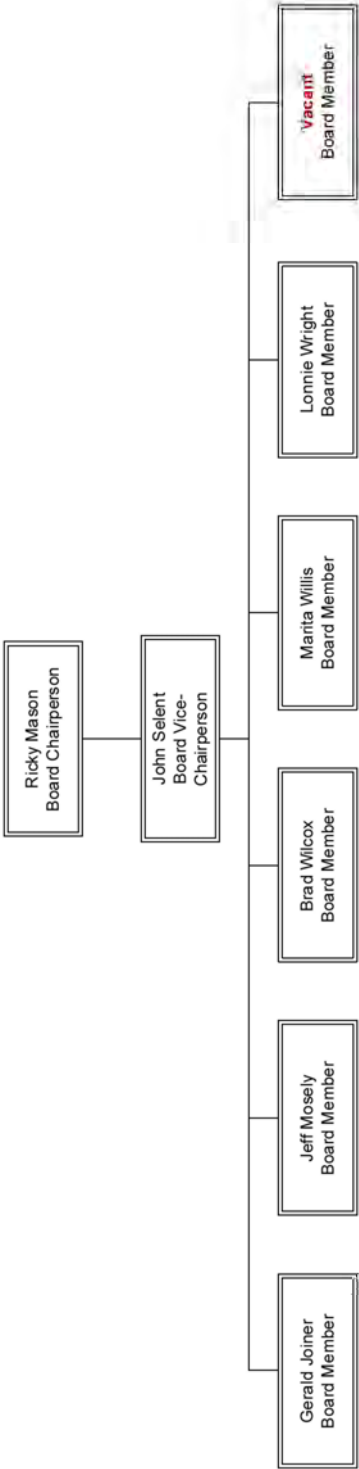 Ricky Mason
Board Chairperson
John Selent
Board Vice-
Chairperson
Gerald Joiner
Board Member
Jeff Mosely
Board Member
Brad Wilcox
Board Member
Marita Willis
Board Member
Lonnie Wright
Board Member
Vacant
Board Member